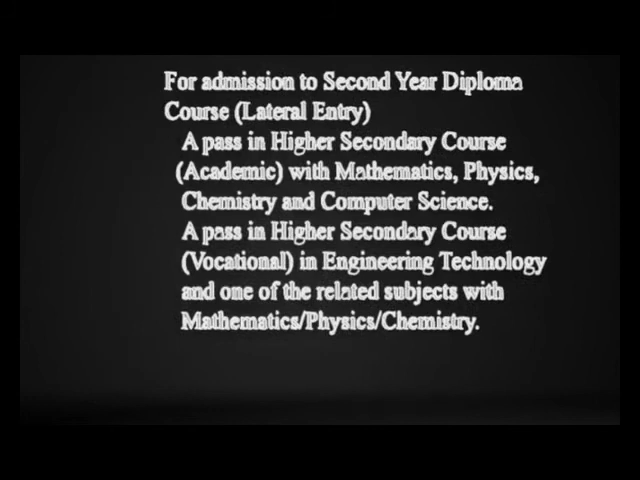 For admission to Second Year Diploma
Course (Lateral Entry)
A pass in Higher Secondary Course
(Academic) with Mathematics, Physics,
Chemistry and Computer Science.
A pass in Higher Secondary Course
(Vocational) in Engineering Technology
and one of the related subjects with
Mathematics/Physics/Chemistry.